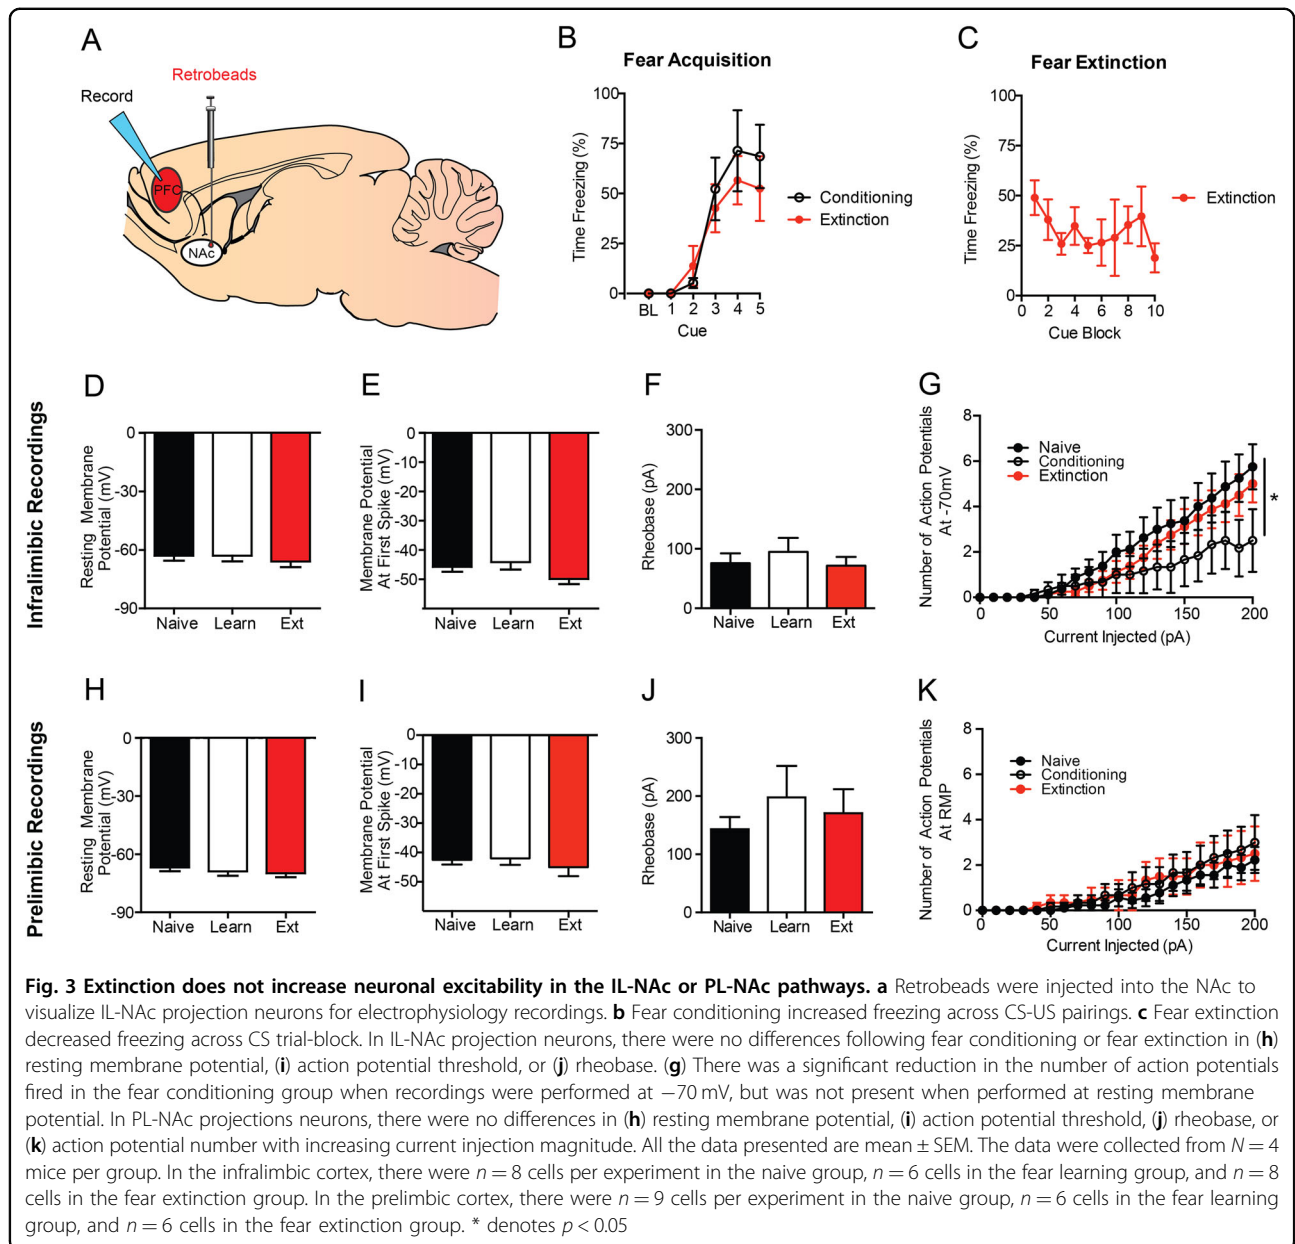 A
Retrobeads
Record
PFC
NAc
B
Fear Acquisition
Time Freezing (%)
100
75
50
25
0
BL 1 2 3 4 5
Cue
Conditioning
Extinction
C
Fear Extinction
Time Freezing (%)
100
75
50
25
0
0 2 4 6 8 10
Cue Block
Extinction
Infralimibic Recordings
D
Resting Membrane
Potential (mV)
0
-30
-60
-90
Naive Learn Ext
E
Membrane Potential
At First Spike (mV)
0
-10
-20
-30
-40
-50
Naive Learn Ext
F
Rheobase (pA)
300
200
100
0
Naive Learn Ext
G
Number of Action Potentials
At -70mV
8
6
4
2
0
0 50 100 150 200
Current Injected (pA)
Naive
Conditioning
Extinction
*
Prelimibic Recordings
H
Resting Membrane
Potential (mV)
0
-30
-60
-90
Naive Learn Ext
I
Membrane Potential
At First Spike (mV)
0
-10
-20
-30
-40
-50
Naive Learn Ext
J
Rheobase (pA)
300
200
100
0
Naive Learn Ext
K
Number of Action Potentials
At RMP
8
6
4
2
0
0 50 100 150 200
Current Injected (pA)
Naive
Conditioning
Extinction
Fig. 3 Extinction does not increase neuronal excitability in the IL-NAc or PL-NAc pathways. a Retrobeads were injected into the NAc to
visualize IL-NAc projection neurons for electrophysiology recordings. b Fear conditioning increased freezing across CS-US pairings. c Fear extinction
decreased freezing across CS trial-block. In IL-NAc projection neurons, there were no differences following fear conditioning or fear extinction in (h)
resting membrane potential, (i) action potential threshold, or (j) rheobase. (g) There was a significant reduction in the number of action potentials
fired in the fear conditioning group when recordings were performed at −70 mV, but was not present when performed at resting membrane
potential. In PL-NAc projections neurons, there were no differences in (h) resting membrane potential, (i) action potential threshold, (j) rheobase, or
(k) action potential number with increasing current injection magnitude. All the data presented are mean ± SEM. The data were collected from N = 4
mice per group. In the infralimbic cortex, there were n = 8 cells per experiment in the naive group, n = 6 cells in the fear learning group, and n = 8
cells in the fear extinction group. In the prelimbic cortex, there were n = 9 cells per experiment in the naive group, n = 6 cells in the fear learning
group, and n = 6 cells in the fear extinction group. * denotes p < 0.05